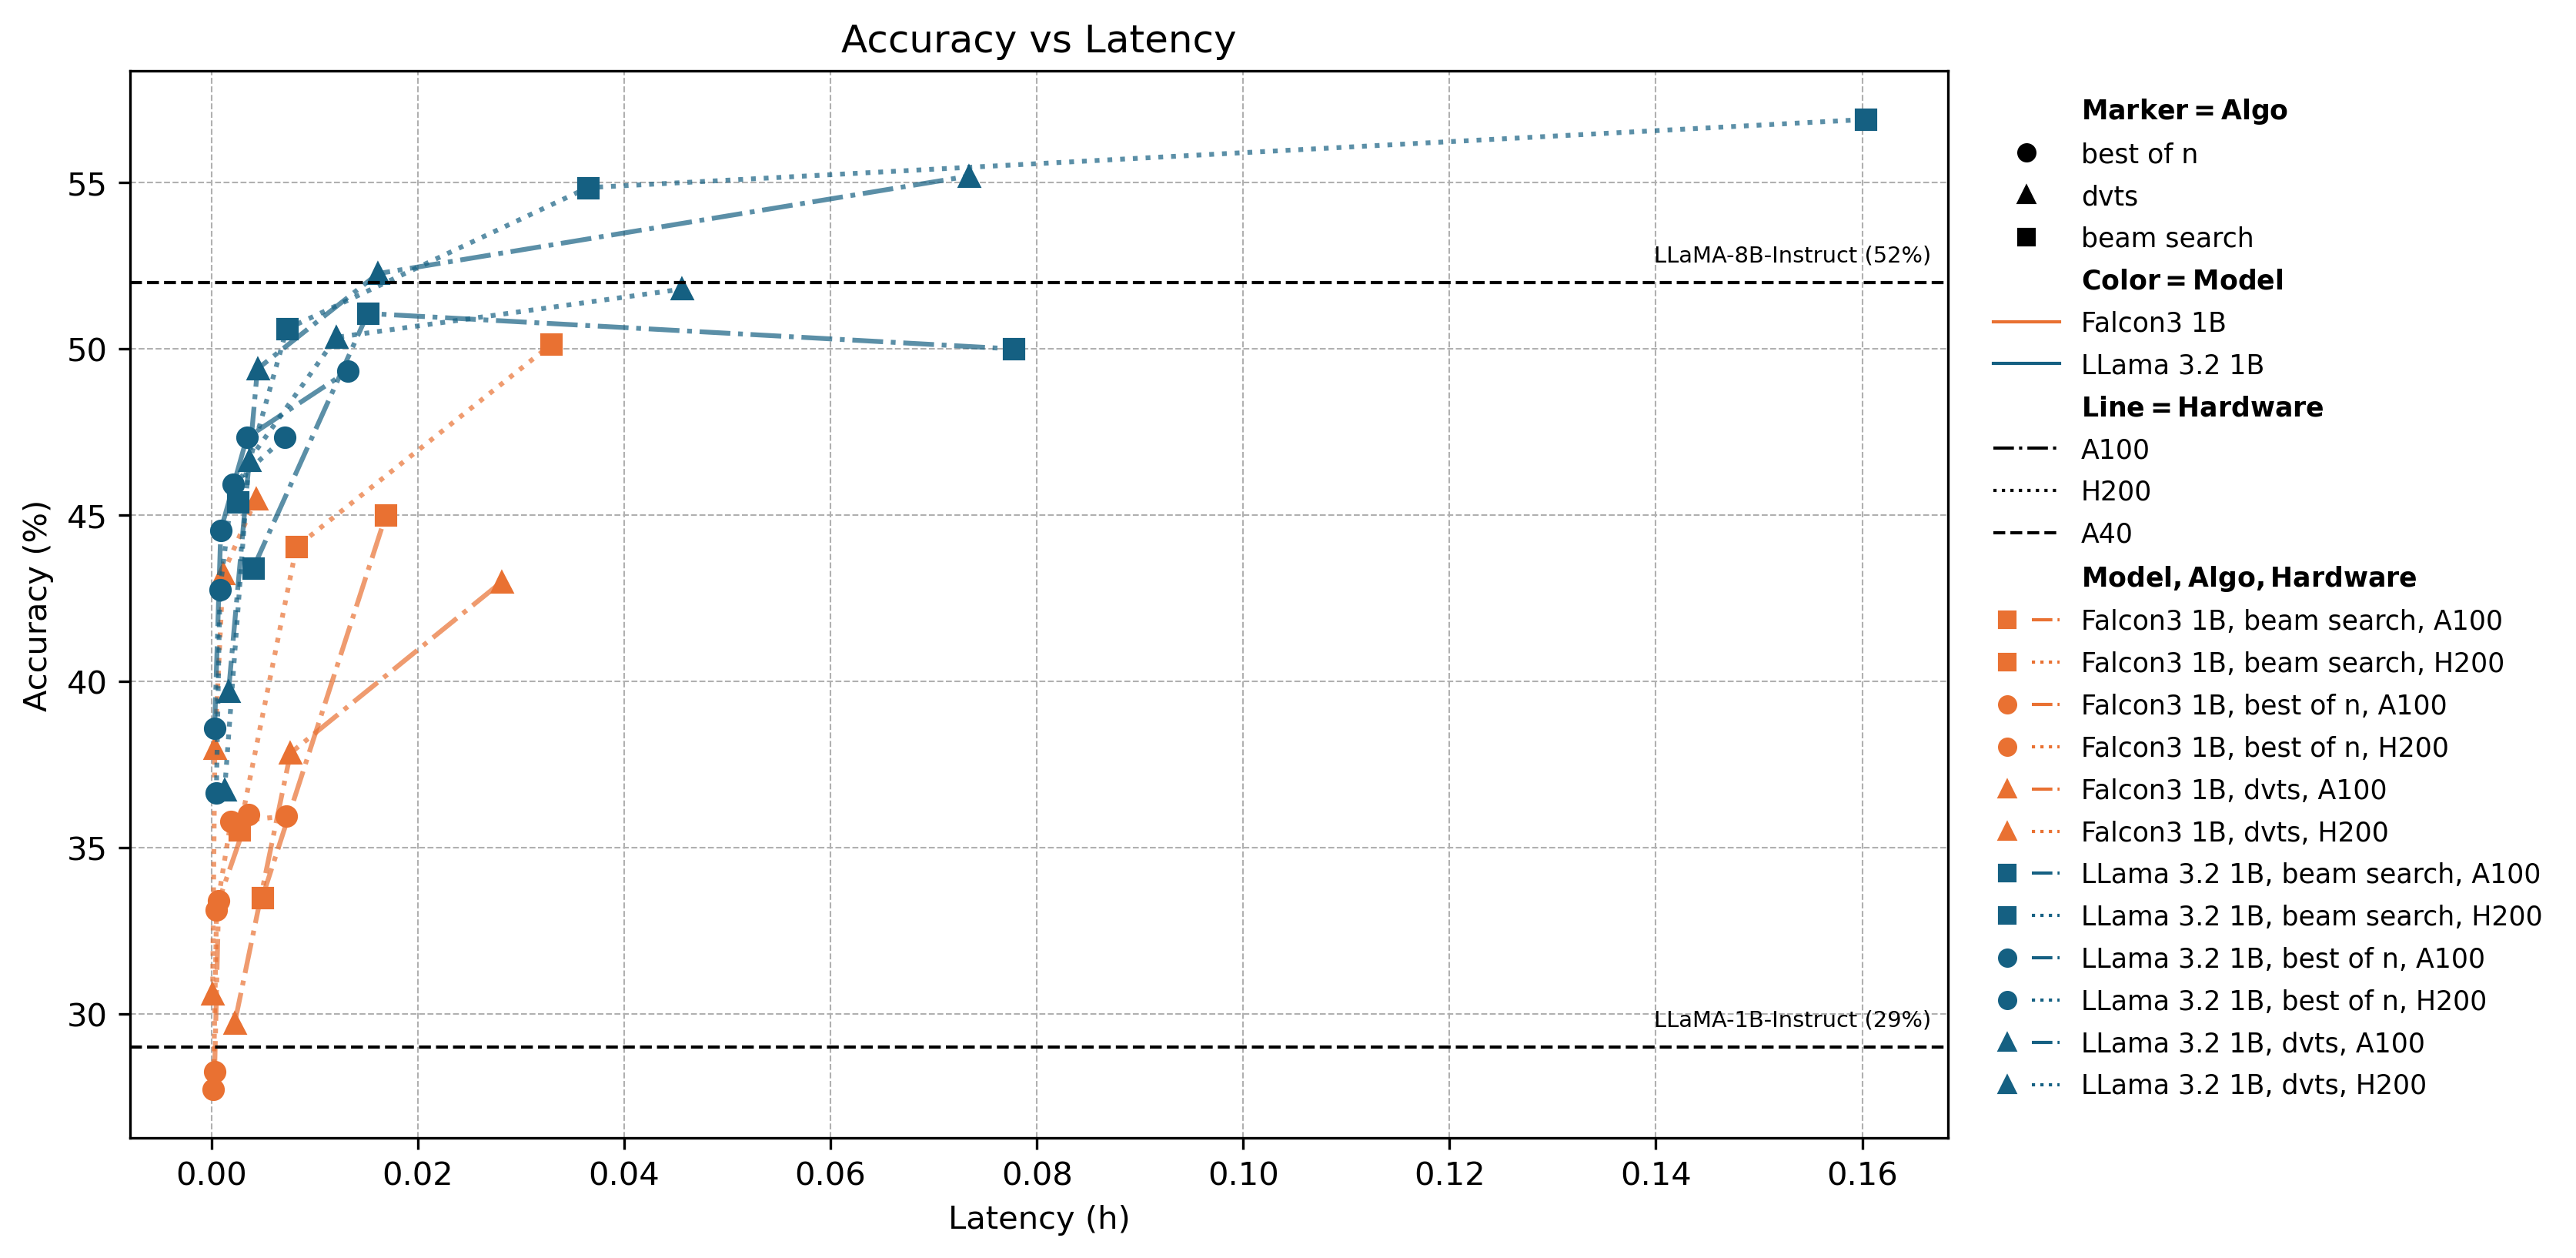 Accuracy vs Latency
Accuracy (%)
55
50
45
40
35
30
LLaMA-8B-Instruct (52%)
LLaMA-1B-Instruct (29%)
0.00
0.02
0.04
0.06
0.08
0.10
0.12
0.14
0.16
Latency (h)
Marker = Algo
best of n
dvts
beam search
Color = Model
Falcon3 1B
LLama 3.2 1B
Line = Hardware
A100
H200
A40
Model, Algo, Hardware
Falcon3 1B, beam search, A100
Falcon3 1B, beam search, H200
Falcon3 1B, best of n, A100
Falcon3 1B, best of n, H200
Falcon3 1B, dvts, A100
Falcon3 1B, dvts, H200
LLama 3.2 1B, beam search, A100
LLama 3.2 1B, beam search, H200
LLama 3.2 1B, best of n, A100
LLama 3.2 1B, best of n, H200
LLama 3.2 1B, dvts, A100
LLama 3.2 1B, dvts, H200